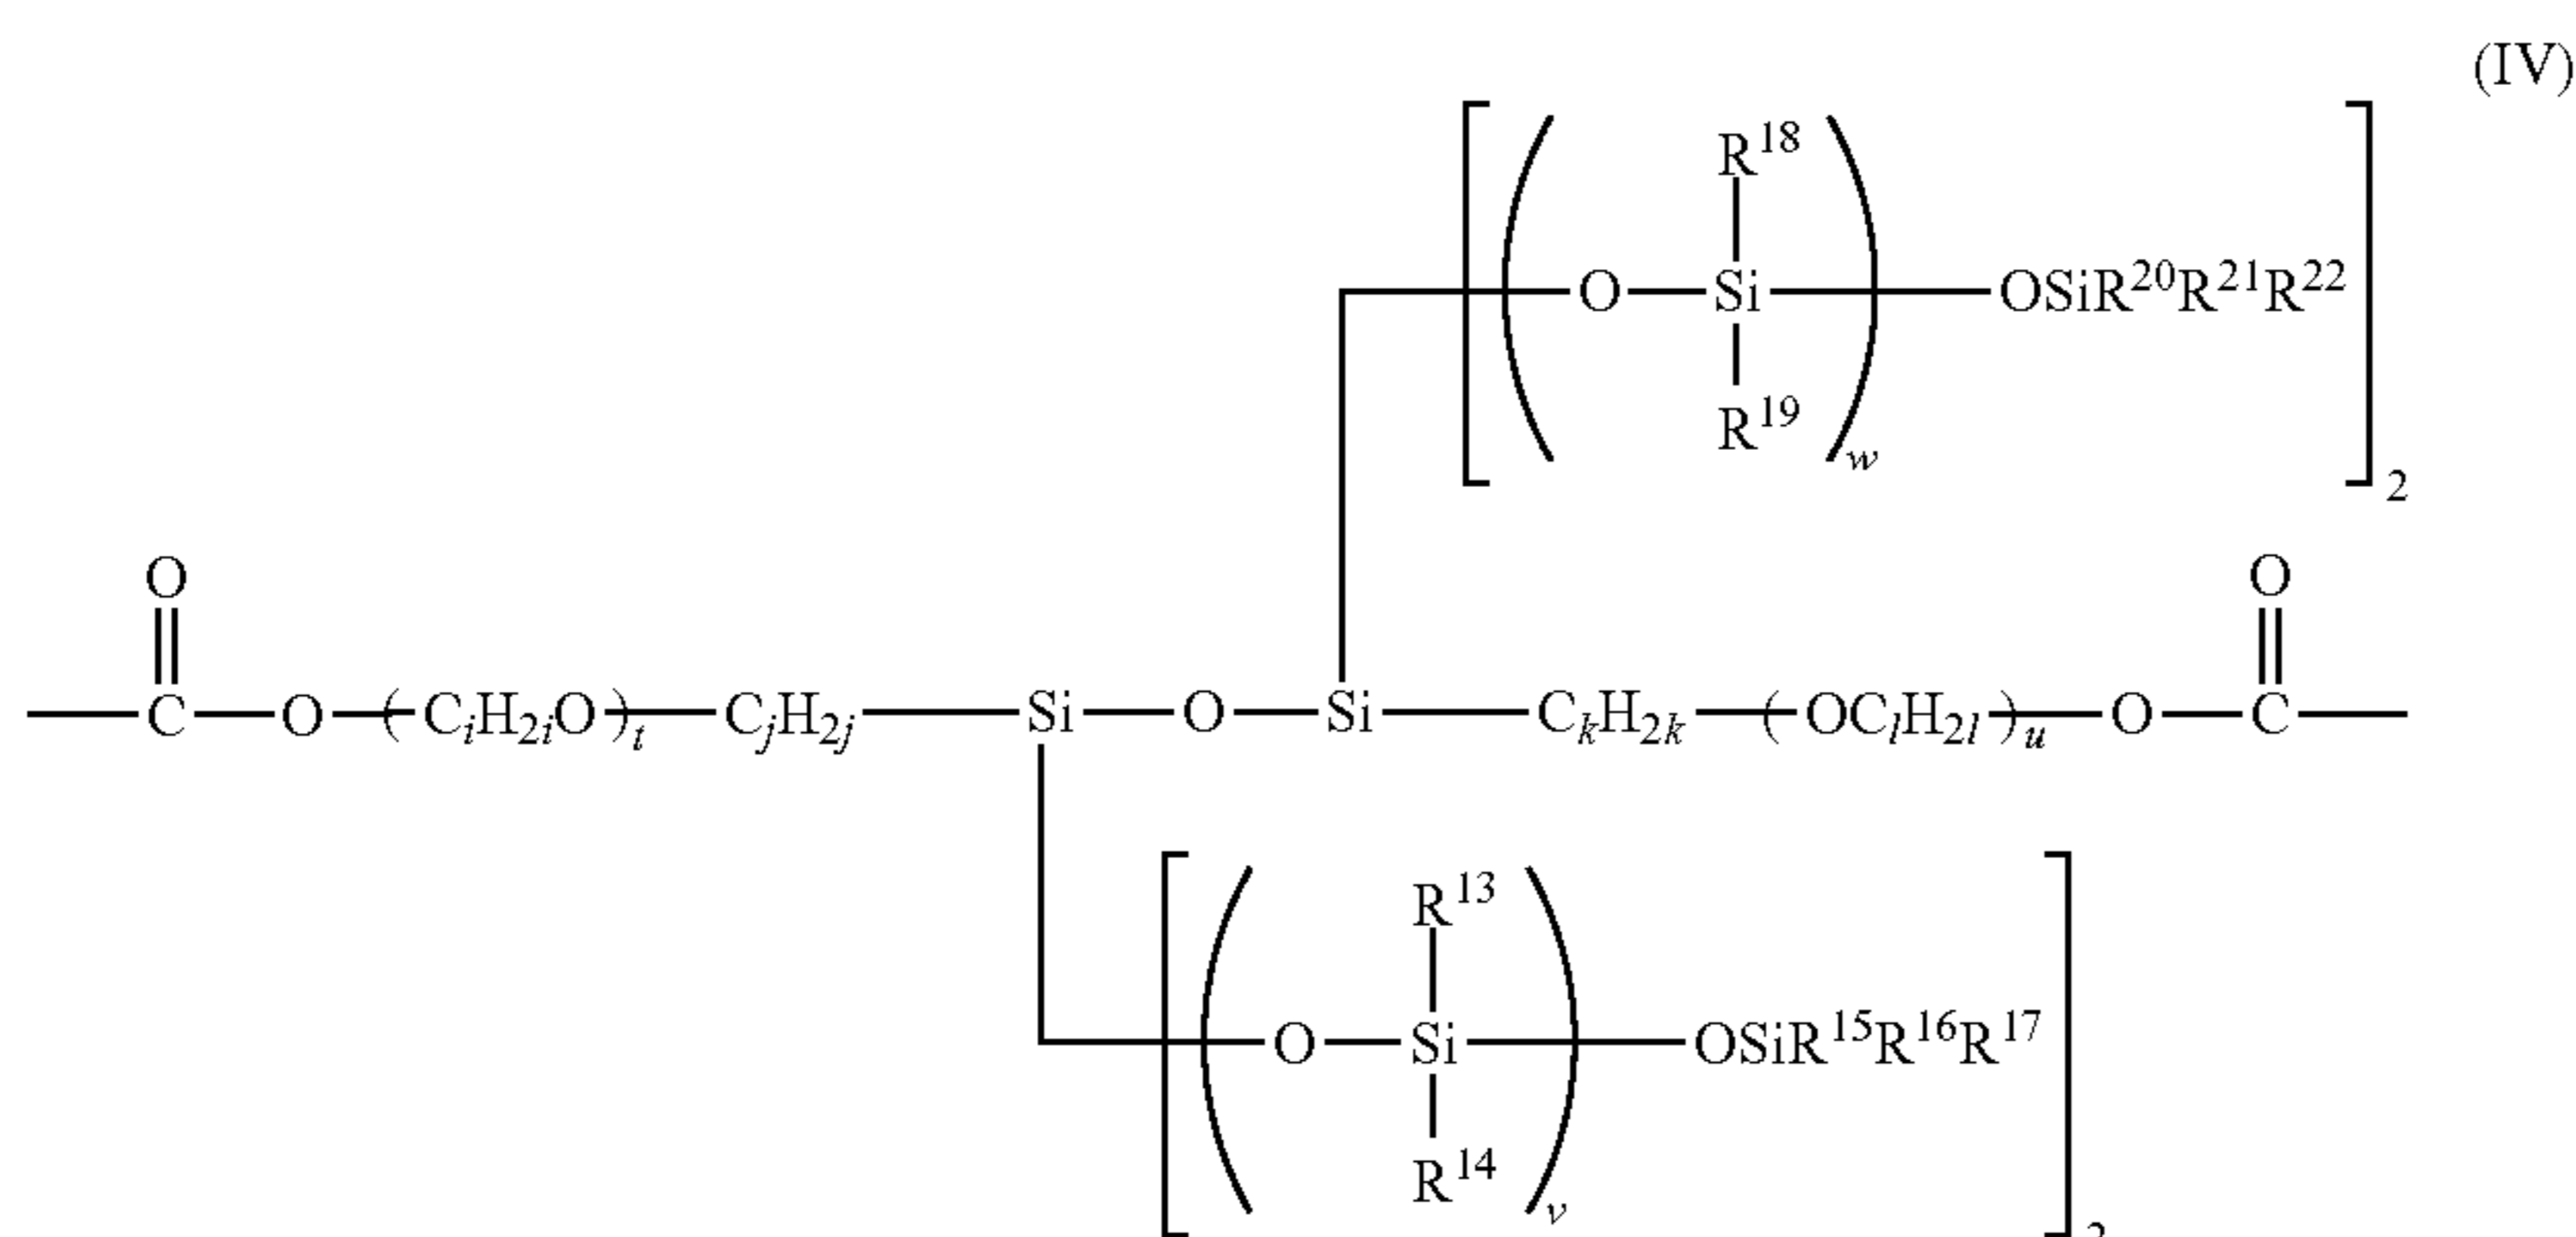 (IV)
R¹⁸
O—Si—OSiR²⁰R²¹R²²
R¹⁹
w
2
O O
—C—O—(CᵢH₂ᵢO)ₜ—CⱼH₂ⱼ—Si—O—Si—CₖH₂ₖ—(OCₗH₂ₗ)ᵤ—O—C—
R¹³
O—Si—OSiR¹⁵R¹⁶R¹⁷
R¹⁴
v
2